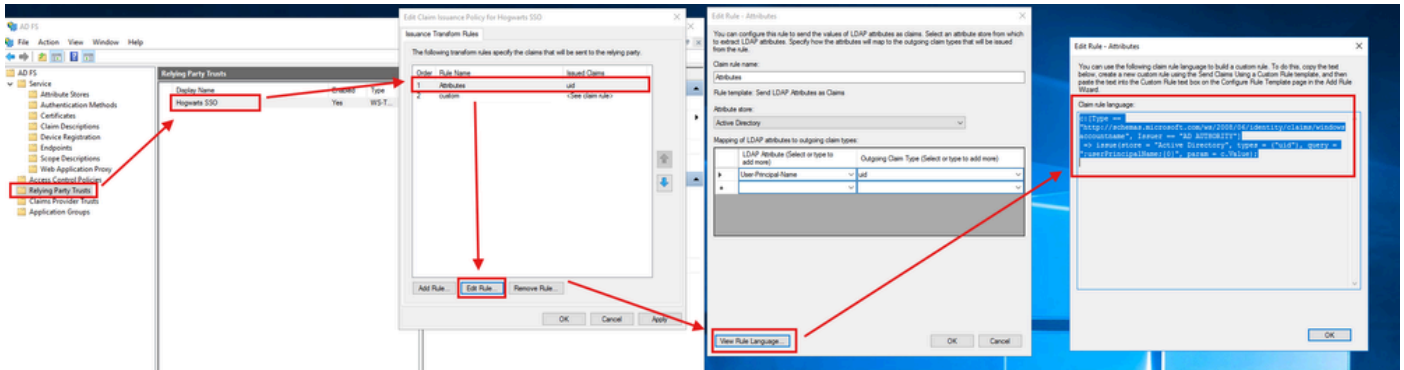 AD FS
File Action View Window Help
AD FS
Service
Attribute Stores
Authentication Methods
Certificates
Claim Descriptions
Device Registration
Endpoints
Scope Descriptions
Web Application Proxy
Access Control Policies
Relying Party Trusts
Claims Provider Trusts
Application Groups
Relying Party Trusts
Display Name Enabled Type
Hogwarts SSO Yes WS-T...
Edit Claim Issuance Policy for Hogwarts SSO
Issuance Transform Rules
The following transform rules specify the claims that will be sent to the relying party.
Order Rule Name Issued Claims
1 Attributes uid
2 custom <See claim rule>
Add Rule... Edit Rule... Remove Rule...
OK Cancel Apply
Edit Rule - Attributes
You can configure this rule to send the values of LDAP attributes as claims. Select an attribute store from which
to extract LDAP attributes. Specify how the attributes will map to the outgoing claim types that will be issued
from the rule.
Claim rule name:
Attributes
Rule template: Send LDAP Attributes as Claims
Attribute store:
Active Directory
Mapping of LDAP attributes to outgoing claim types:
LDAP Attribute (Select or type to
add more)
Outgoing Claim Type (Select or type to add more)
User-Principal-Name uid
View Rule Language... OK Cancel
Edit Rule - Attributes
You can use the following claim rule language to build a custom rule. To do this, copy the text
below, create a new custom rule using the Send Claims Using a Custom Rule template, and then
paste the text into the Custom Rule text box on the Configure Rule Template page in the Add Rule
Wizard.
Claim rule language:
c:[Type ==
"http://schemas.microsoft.com/ws/2008/06/identity/claims/windows
accountname", Issuer == "AD AUTHORITY"]
=> issue(store = "Active Directory", types = ("uid"), query =
";userPrincipalName;{0}", param = c.Value);
OK